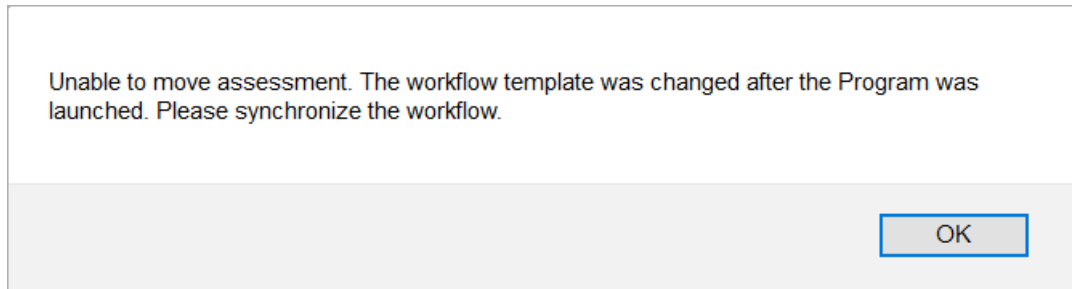 Unable to move assessment. The workflow template was changed after the Program was
launched. Please synchronize the workflow.
OK